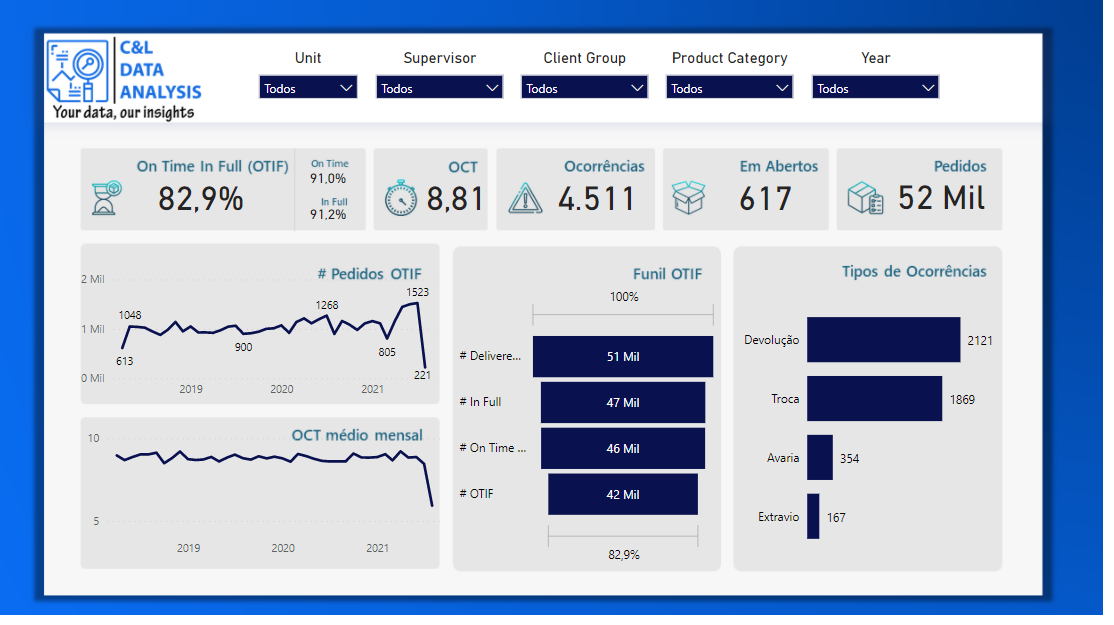 C&L
DATA
ANALYSIS
Your data, our insights
Unit
Todos
Supervisor
Todos
Client Group
Todos
Product Category
Todos
Year
Todos
On Time In Full (OTIF)
82,9%
On Time
91,0%
In Full
91,2%
OCT
8,81
Ocorrências
4.511
Em Abertos
617
Pedidos
52 Mil
# Pedidos OTIF
2 Mil
1 Mil
0 Mil
613
1048
900
1268
805
1523
221
2019
2020
2021
OCT médio mensal
10
5
2019
2020
2021
Funil OTIF
100%
# Delivere... 51 Mil
# In Full 47 Mil
# On Time ... 46 Mil
# OTIF 42 Mil
82,9%
Tipos de Ocorrências
Devolução 2121
Troca 1869
Avaria 354
Extravio 167